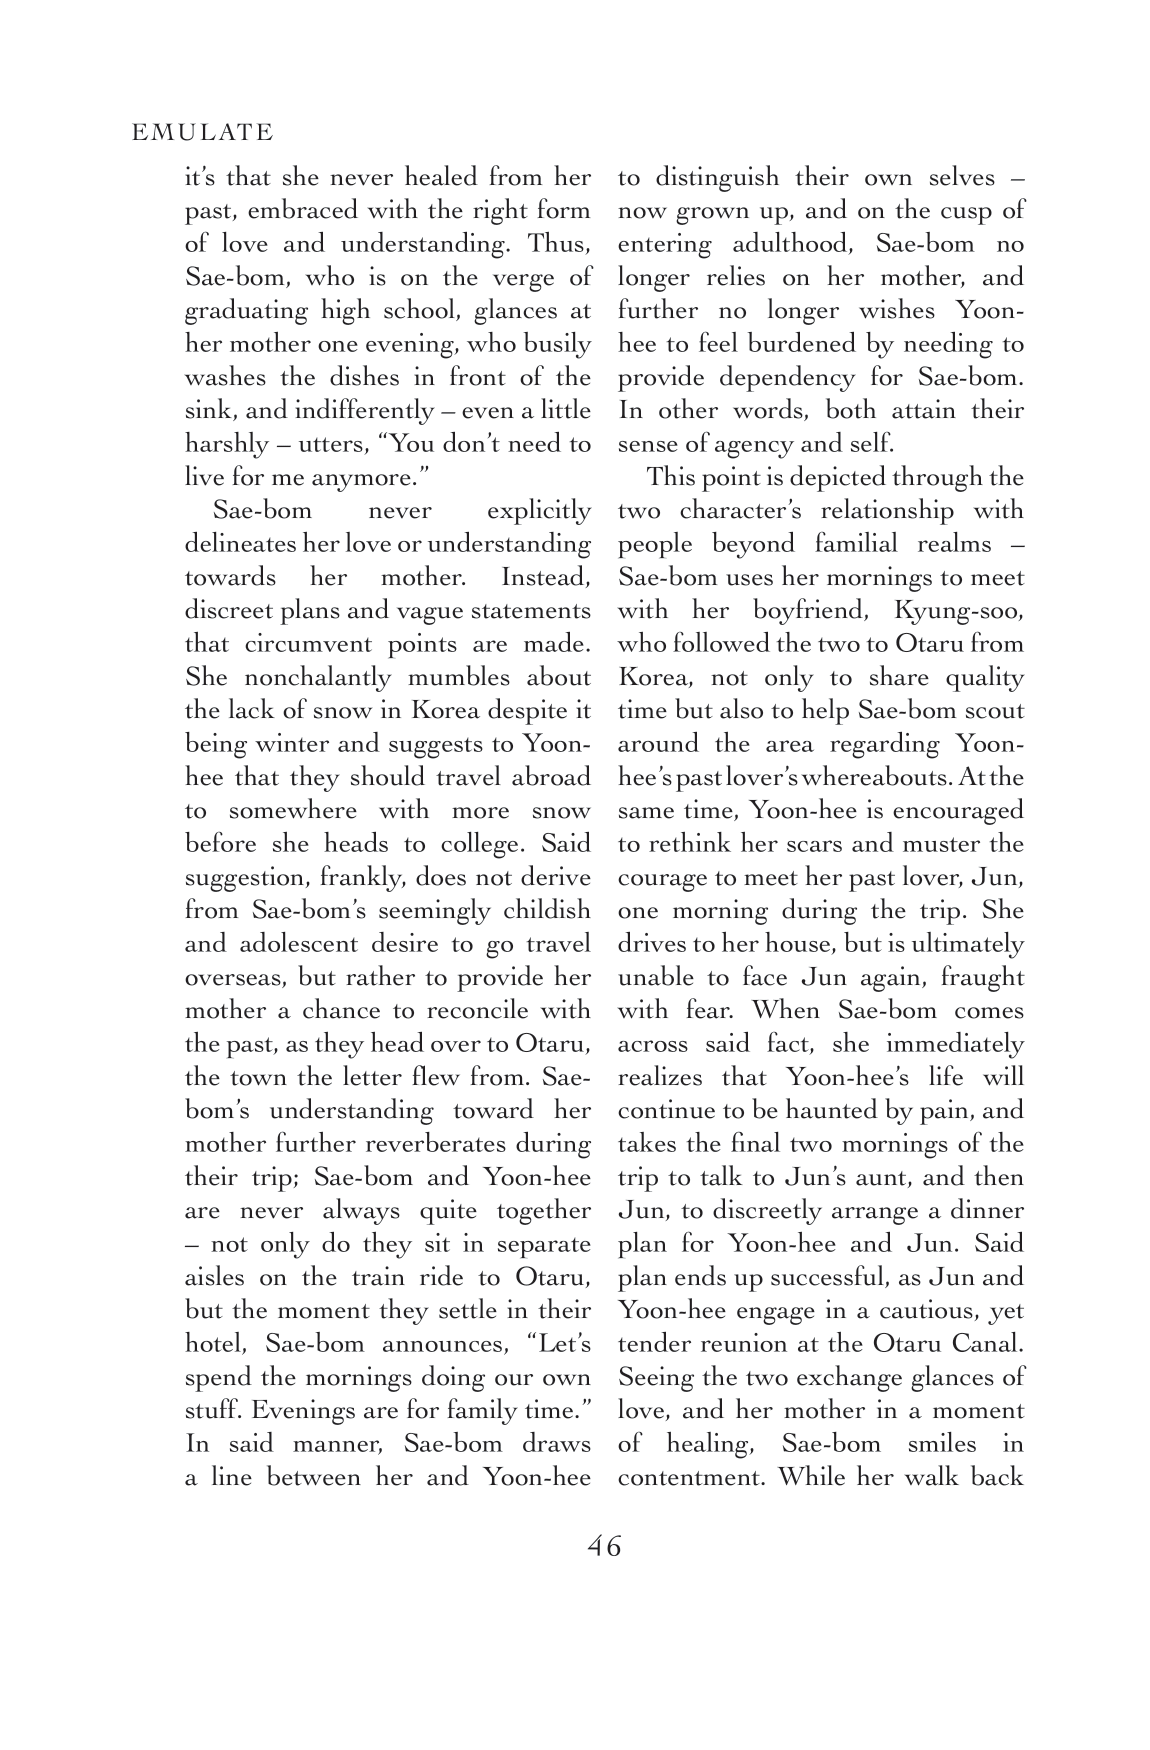 EMULATE
it’s that she never healed from her
past, embraced with the right form
of love and understanding. Thus,
Sae-bom, who is on the verge of
graduating high school, glances at
her mother one evening, who busily
washes the dishes in front of the
sink, and indifferently – even a little
harshly – utters, “You don’t need to
live for me anymore.”
Sae-bom never explicitly
delineates her love or understanding
towards her mother. Instead,
discreet plans and vague statements
that circumvent points are made.
She nonchalantly mumbles about
the lack of snow in Korea despite it
being winter and suggests to Yoon-
hee that they should travel abroad
to somewhere with more snow
before she heads to college. Said
suggestion, frankly, does not derive
from Sae-bom’s seemingly childish
and adolescent desire to go travel
overseas, but rather to provide her
mother a chance to reconcile with
the past, as they head over to Otaru,
the town the letter flew from. Sae-
bom’s understanding toward her
mother further reverberates during
their trip; Sae-bom and Yoon-hee
are never always quite together
– not only do they sit in separate
aisles on the train ride to Otaru,
but the moment they settle in their
hotel, Sae-bom announces, “Let’s
spend the mornings doing our own
stuff. Evenings are for family time.”
In said manner, Sae-bom draws
a line between her and Yoon-hee
to distinguish their own selves –
now grown up, and on the cusp of
entering adulthood, Sae-bom no
longer relies on her mother, and
further no longer wishes Yoon-
hee to feel burdened by needing to
provide dependency for Sae-bom.
In other words, both attain their
sense of agency and self.
This point is depicted through the
two character’s relationship with
people beyond familial realms –
Sae-bom uses her mornings to meet
with her boyfriend, Kyung-soo,
who followed the two to Otaru from
Korea, not only to share quality
time but also to help Sae-bom scout
around the area regarding Yoon-
hee’s past lover’s whereabouts. At the
same time, Yoon-hee is encouraged
to rethink her scars and muster the
courage to meet her past lover, Jun,
one morning during the trip. She
drives to her house, but is ultimately
unable to face Jun again, fraught
with fear. When Sae-bom comes
across said fact, she immediately
realizes that Yoon-hee’s life will
continue to be haunted by pain, and
takes the final two mornings of the
trip to talk to Jun’s aunt, and then
Jun, to discreetly arrange a dinner
plan for Yoon-hee and Jun. Said
plan ends up successful, as Jun and
Yoon-hee engage in a cautious, yet
tender reunion at the Otaru Canal.
Seeing the two exchange glances of
love, and her mother in a moment
of healing, Sae-bom smiles in
contentment. While her walk back
46